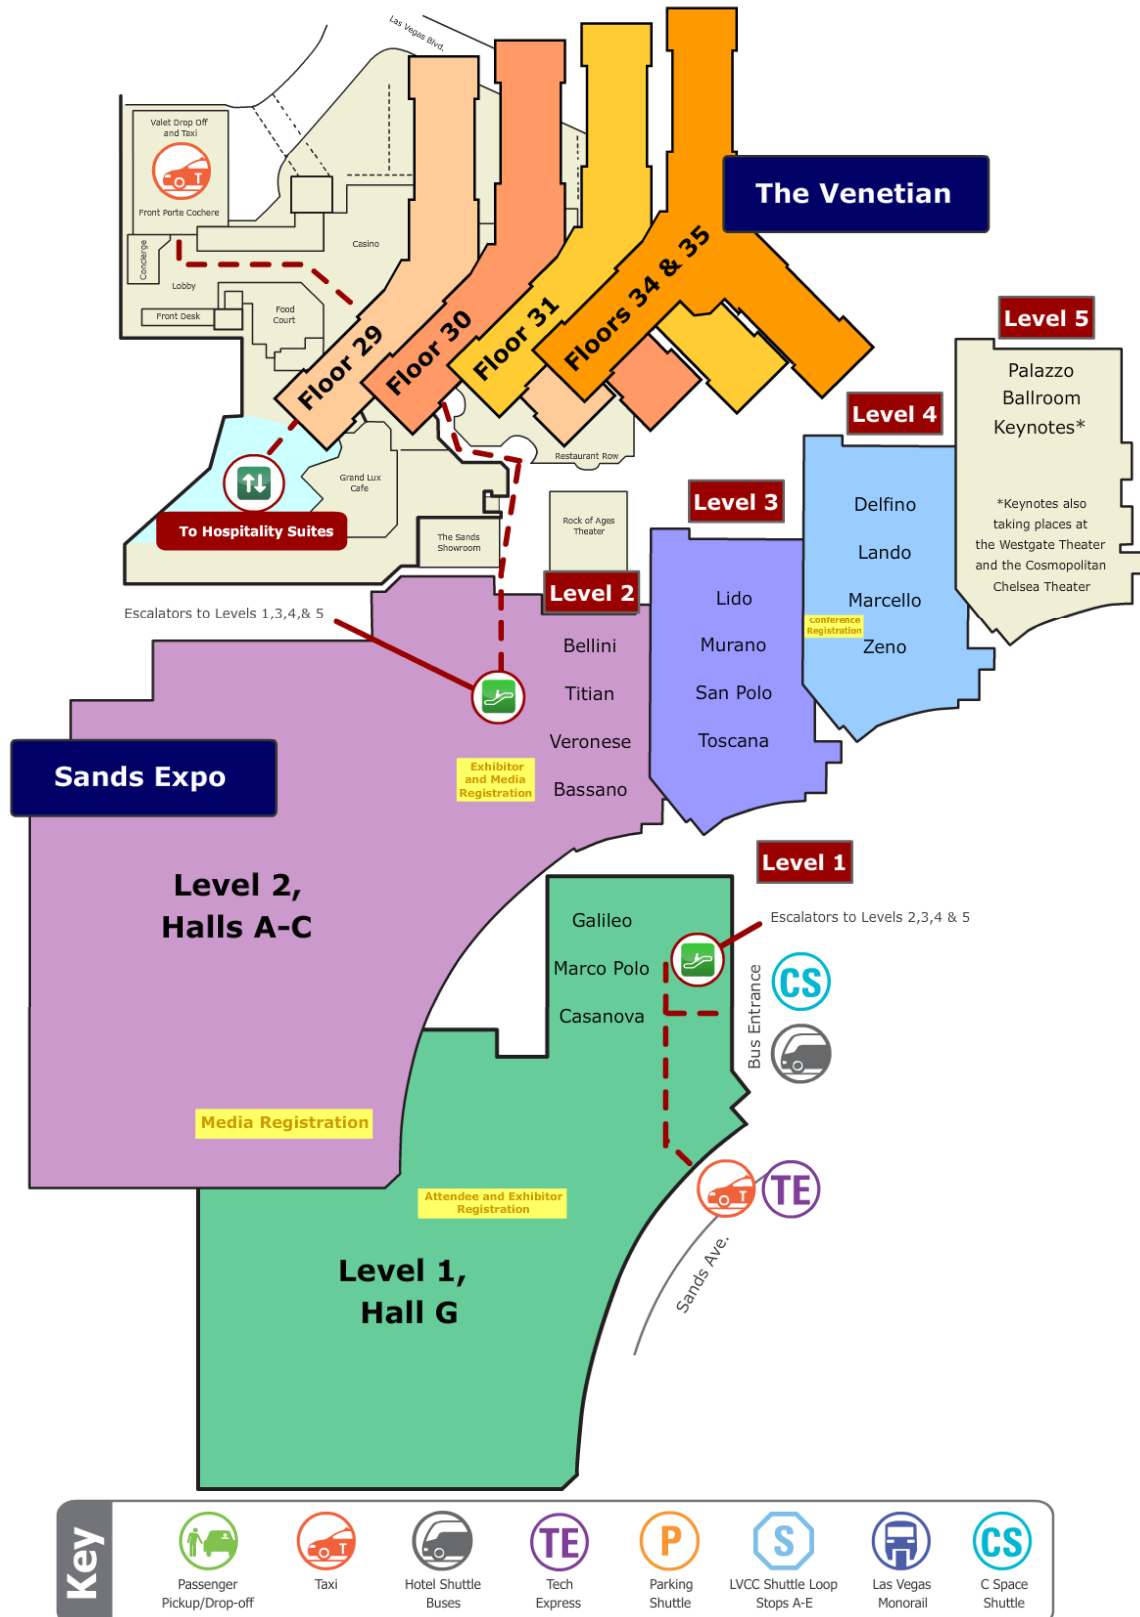 Las Vegas Blvd.
Valet Drop Off
and Taxi
T
Front Porte Cochere
Concierge
Lobby
Front Desk
Food
Court
Casino
Floor 29
Floor 30
Floor 31
Floors 34 & 35
The Venetian
Level 5
Palazzo
Ballroom
Keynotes*
*Keynotes also
taking places at
the Westgate Theater
and the Cosmopolitan
Chelsea Theater
Level 4
Delfino
Lando
Marcello
Conference
Registration
Zeno
Level 3
Lido
Murano
San Polo
Toscana
Restaurant Row
Grand Lux
Cafe
To Hospitality Suites
The Sands
Showroom
Rock of Ages
Theater
Level 2
Bellini
Titian
Veronese
Bassano
Escalators to Levels 1,3,4,& 5
Exhibitor
and Media
Registration
Sands Expo
Level 2,
Halls A-C
Media Registration
Level 1
Galileo
Marco Polo
Casanova
Escalators to Levels 2,3,4 & 5
Bus Entrance
CS
T
TE
Sands Ave.
Attendee and Exhibitor
Registration
Level 1,
Hall G
Key
T
TE
P
S
CS
Passenger
Pickup/Drop-off
Taxi
Hotel Shuttle
Buses
Tech
Express
Parking
Shuttle
LVCC Shuttle Loop
Stops A-E
Las Vegas
Monorail
C Space
Shuttle